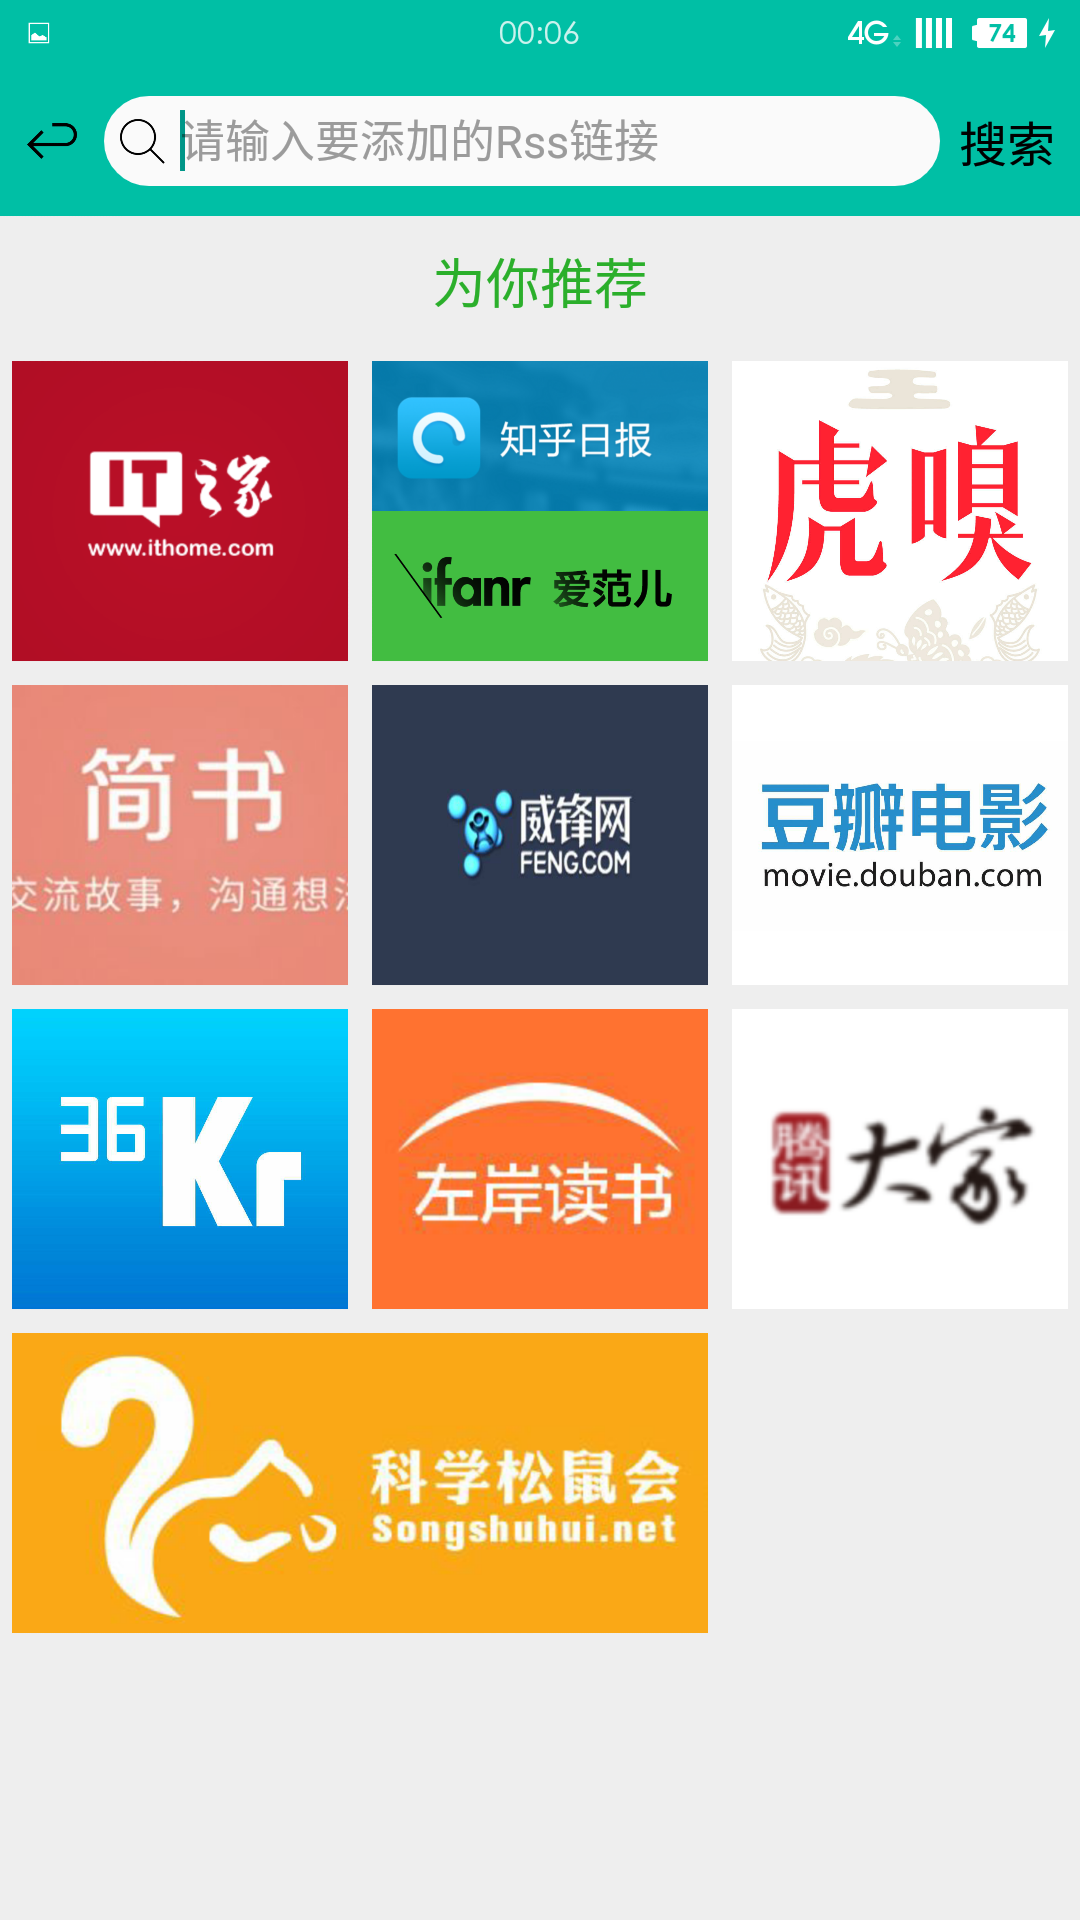 00:06
4G
74
请输入要添加的Rss链接
搜索
为你推荐
IT之家
www.ithome.com
知乎日报
ifanr 爱范儿
虎嗅
简书
交流故事，沟通想法
威锋网
FENG.COM
豆瓣电影
movie.douban.com
36Kr
左岸读书
腾讯
大家
科学松鼠会
Songshuhui.net